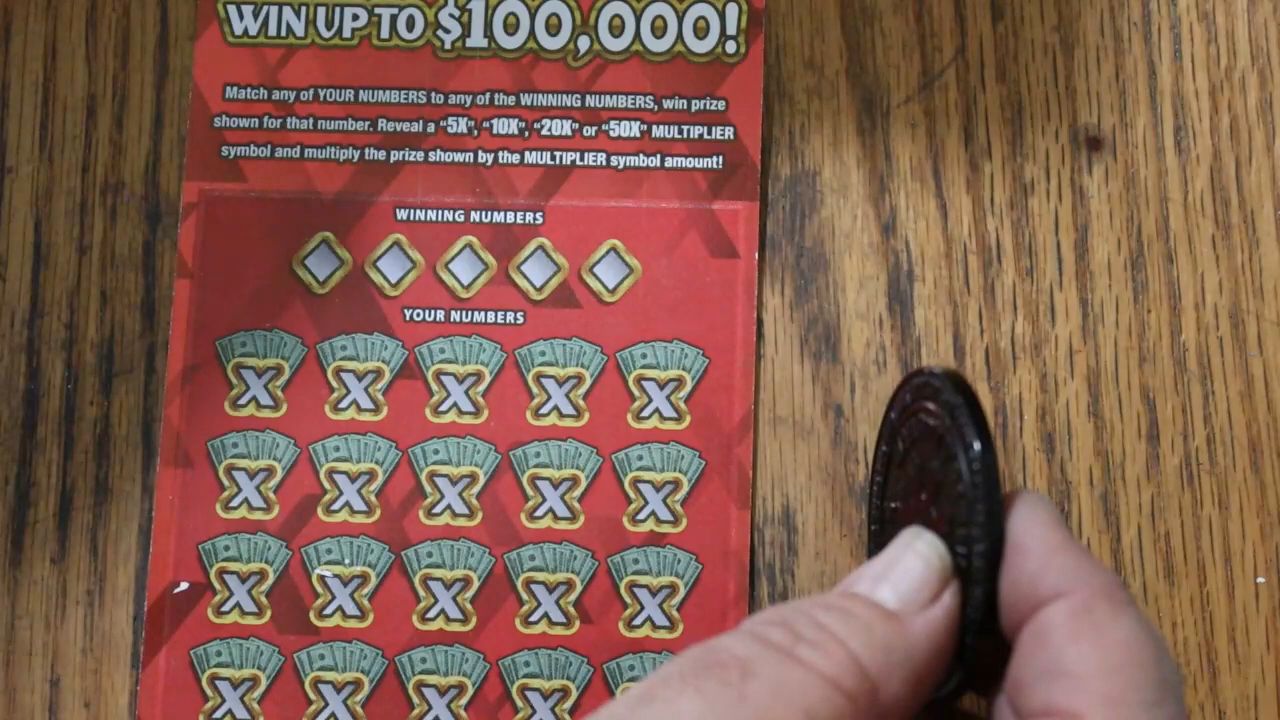 WIN UP TO $100,000!
Match any of YOUR NUMBERS to any of the WINNING NUMBERS, win prize
shown for that number. Reveal a "5X", "10X", "20X" or "50X" MULTIPLIER
symbol and multiply the prize shown by the MULTIPLIER symbol amount!
WINNING NUMBERS
YOUR NUMBERS
X X X X X
X X X X X
X X X X X
X X X X